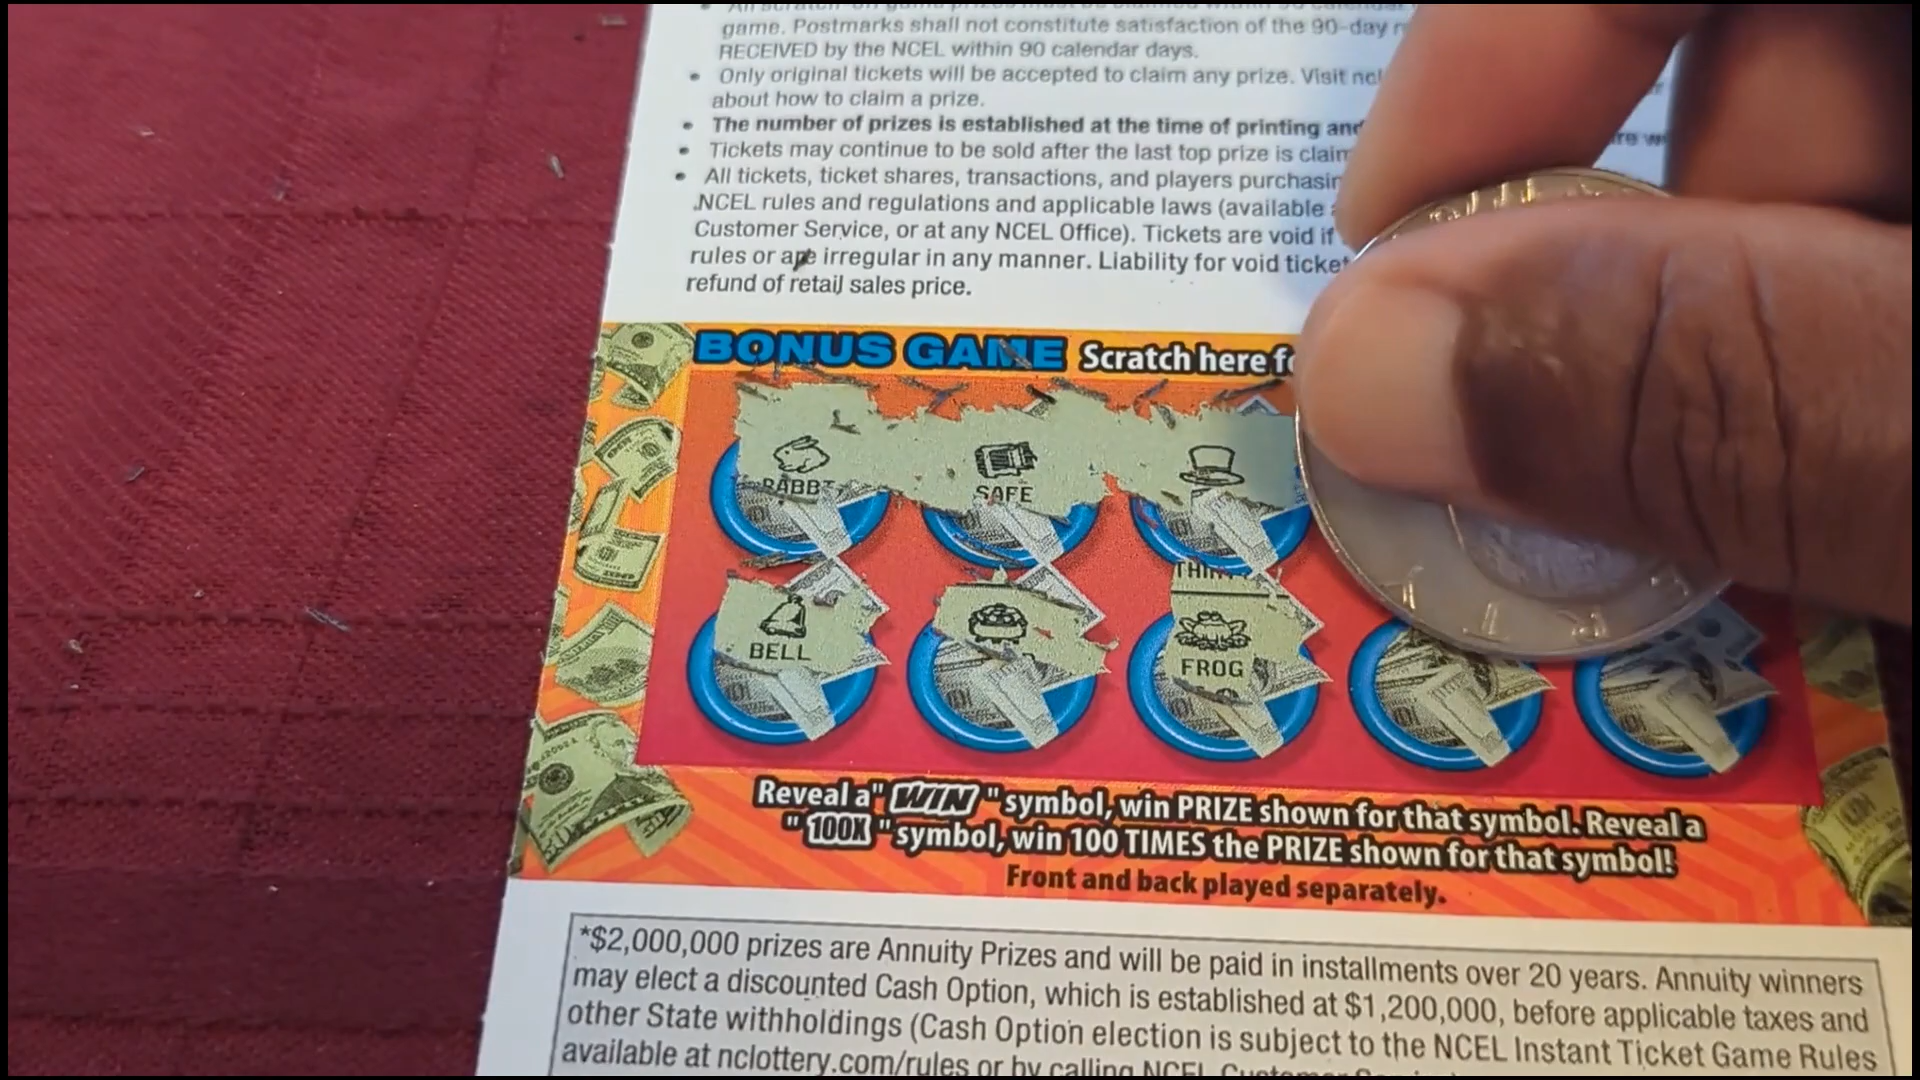 game. Postmarks shall not constitute satisfaction of the 90-day
RECEIVED by the NCEL within 90 calendar days.
• Only original tickets will be accepted to claim any prize. Visit
about how to claim a prize.
• The number of prizes is established at the time of printing and
• Tickets may continue to be sold after the last top prize is
• All tickets, ticket shares, transactions, and players
NCEL rules and regulations and applicable laws (available
Customer Service, or at any NCEL Office). Tickets are void if
rules or are irregular in any manner. Liability for void
refund of retail sales price.
BONUS GAME Scratch here
SAFE
BELL
FROG
Reveal a "WIN" symbol, win PRIZE shown for that symbol. Reveal a
"100X" symbol, win 100 TIMES the PRIZE shown for that symbol!
Front and back played separately.
*$2,000,000 prizes are Annuity Prizes and will be paid in installments over 20 years. Annuity winners
may elect a discounted Cash Option, which is established at $1,200,000, before applicable taxes and
other State withholdings (Cash Option election is subject to the NCEL Instant Ticket Game Rules
available at nclottery.com/rules or by calling NCEL